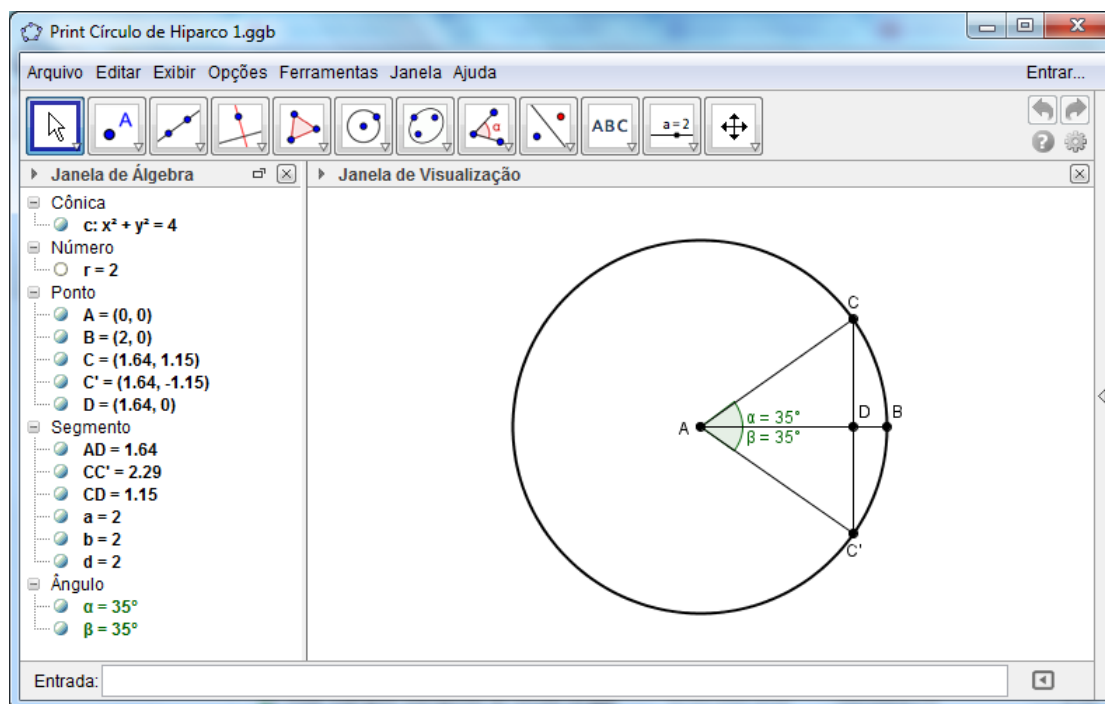 Print Círculo de Hiparco 1.ggb
Arquivo Editar Exibir Opções Ferramentas Janela Ajuda Entrar...
A α ABC a=2
Janela de Álgebra
Janela de Visualização
Cônica
c: x² + y² = 4
Número
r = 2
Ponto
A = (0, 0)
B = (2, 0)
C = (1.64, 1.15)
C' = (1.64, -1.15)
D = (1.64, 0)
Segmento
AD = 1.64
CC' = 2.29
CD = 1.15
a = 2
b = 2
d = 2
Ângulo
α = 35°
β = 35°
C
α = 35°
D
B
A
β = 35°
C'
Entrada: